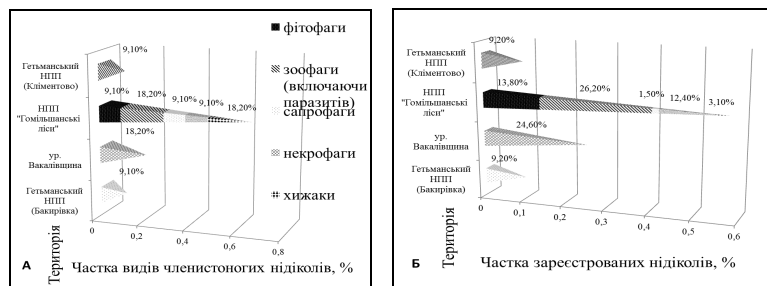 фітофаги
зоофаги
(включаючи
паразитів)
сапрофаги
некрофаги
хижаки
Гетьманський
НПП
(Кліментово)
НПП
"Гомільшанські
ліси"
ур.
Вакалівщина
Гетьманський
НПП
(Бакирівка)
9,10%
9,10%
18,20%
9,10%
9,10%
18,20%
18,20%
9,10%
0
0,2
0,4
0,6
0,8
Територія
А
Частка видів членистоногих нідіколів, %
Гетьманський
НПП
(Кліментово)
НПП
"Гомільшанські
ліси"
ур.
Вакалівщина
Гетьманський
НПП
(Бакирівка)
9,20%
13,80%
26,20%
1,50%
12,40%
3,10%
24,60%
9,20%
0
0,1
0,2
0,3
0,4
0,5
0,6
Територія
Б
Частка зареєстрованих нідіколів, %